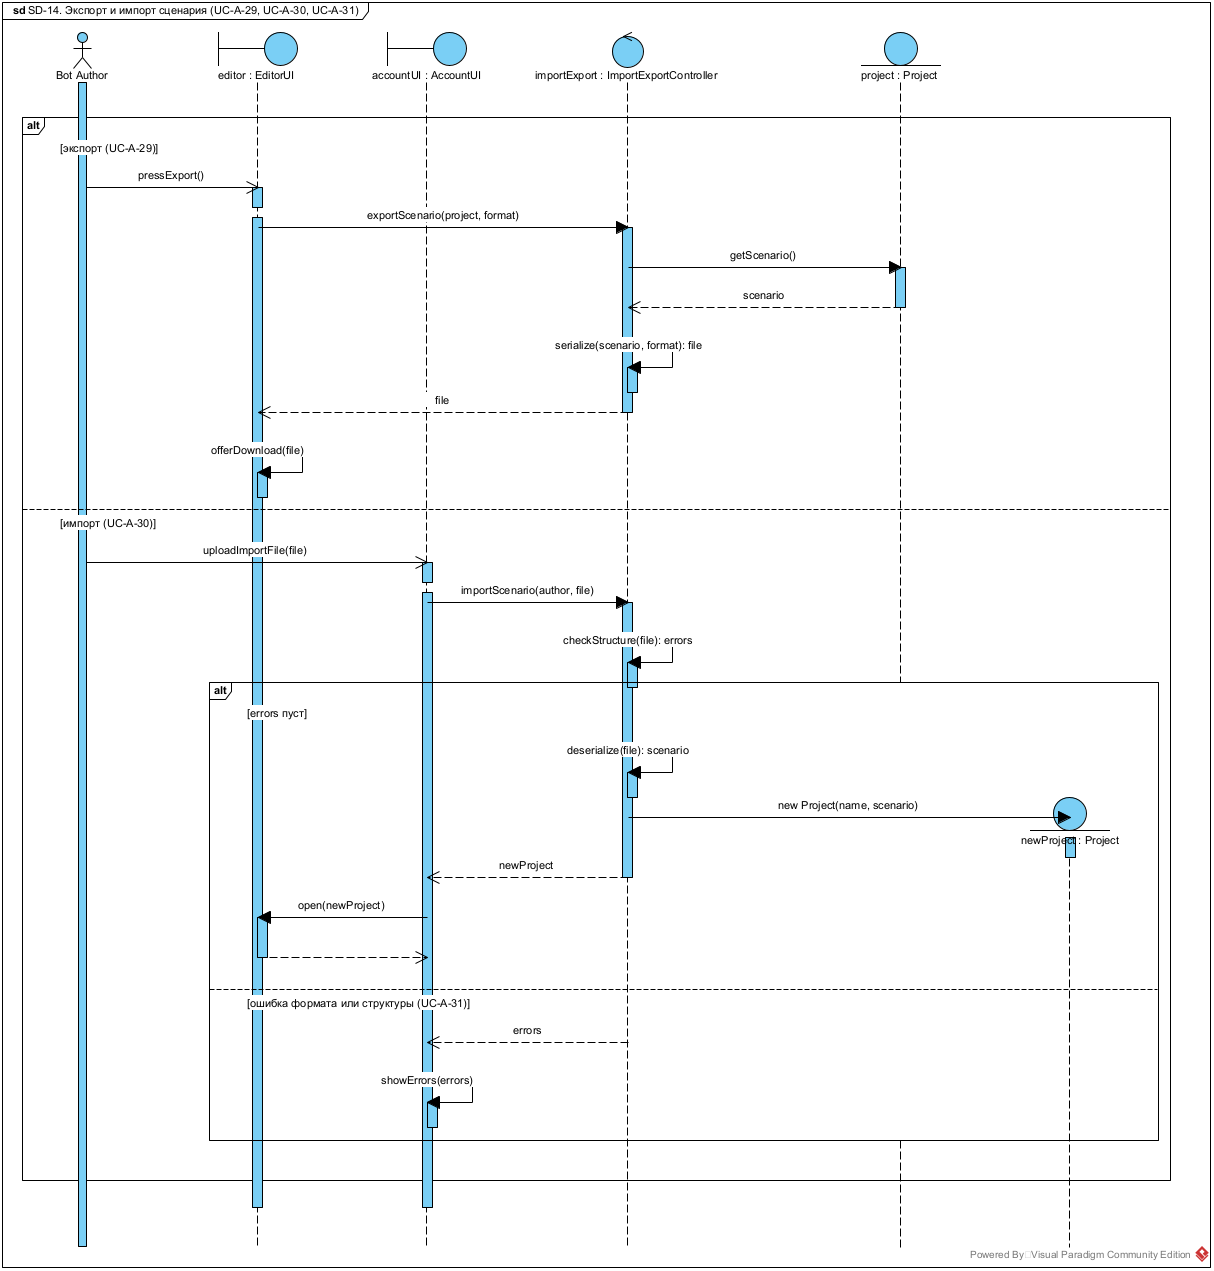 sd SD-14. Экспорт и импорт сценария (UC-A-29, UC-A-30, UC-A-31)
Bot Author
editor : EditorUI
accountUI : AccountUI
importExport : ImportExportController
project : Project
alt
[экспорт (UC-A-29)]
pressExport()
exportScenario(project, format)
getScenario()
scenario
serialize(scenario, format): file
file
offerDownload(file)
[импорт (UC-A-30)]
uploadImportFile(file)
importScenario(author, file)
checkStructure(file): errors
alt
[errors пуст]
deserialize(file): scenario
new Project(name, scenario)
newProject : Project
newProject
open(newProject)
[ошибка формата или структуры (UC-A-31)]
errors
showErrors(errors)
Powered By Visual Paradigm Community Edition